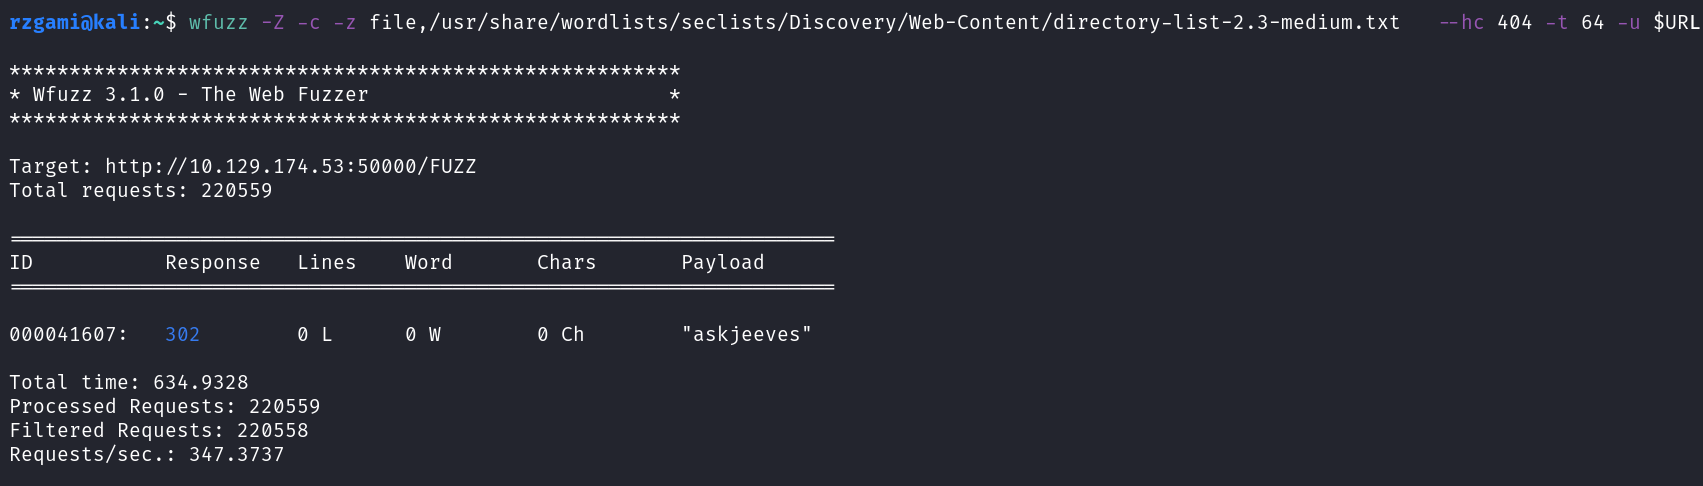 rzgami@kali:~$ wfuzz -Z -c -z file,/usr/share/wordlists/seclists/Discovery/Web-Content/directory-list-2.3-medium.txt   --hc 404 -t 64 -u $URL
********************************************************
* Wfuzz 3.1.0 - The Web Fuzzer                         *
********************************************************
Target: http://10.129.174.53:50000/FUZZ
Total requests: 220559
=====================================================================
ID           Response   Lines    Word       Chars       Payload
=====================================================================
000041607:   302        0 L      0 W        0 Ch        "askjeeves"
Total time: 634.9328
Processed Requests: 220559
Filtered Requests: 220558
Requests/sec.: 347.3737